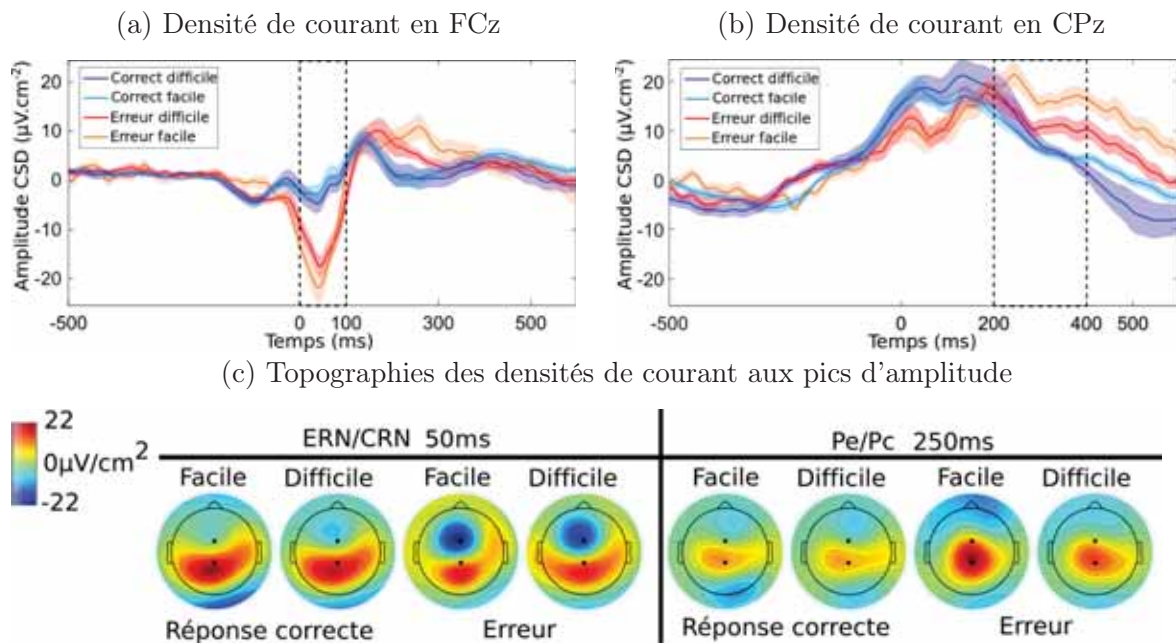 (a) Densité de courant en FCz
(b) Densité de courant en CPz
Amplitude CSD (µV.cm⁻²)
20
10
0
-10
-20
Correct difficile
Correct facile
Erreur difficile
Erreur facile
-500
0
100
300
500
Temps (ms)
Amplitude CSD (µV.cm⁻²)
20
10
0
-10
-20
Correct difficile
Correct facile
Erreur difficile
Erreur facile
-500
0
200
400
500
Temps (ms)
(c) Topographies des densités de courant aux pics d'amplitude
22
0µV/cm²
-22
ERN/CRN 50ms
Pe/Pc 250ms
Facile
Difficile
Facile
Difficile
Facile
Difficile
Facile
Difficile
Réponse correcte
Erreur
Réponse correcte
Erreur